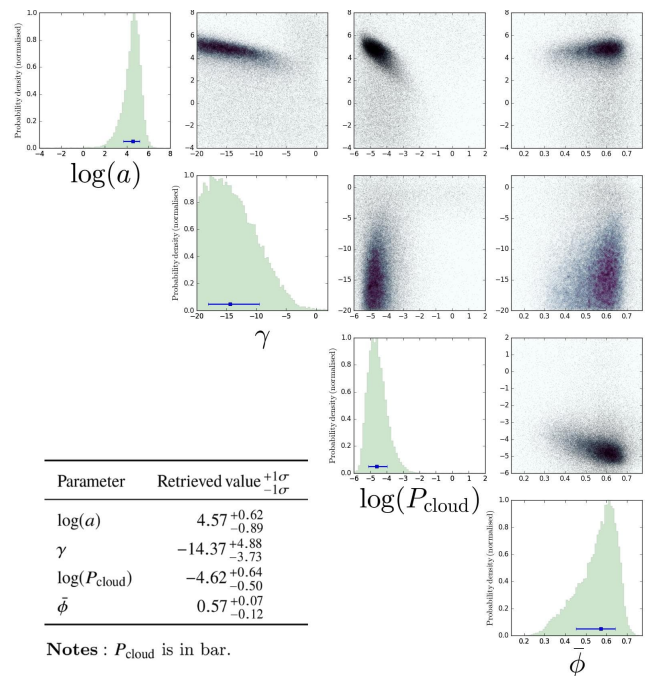 Probability density (normalised)
1.0
0.8
0.6
0.4
0.2
0.0
−4 −2 0 2 4 6 8
log(a)
8
6
4
2
0
−2
−4
−20 −15 −10 −5 0
8
6
4
2
0
−2
−4
−6 −5 −4 −3 −2 −1 0 1 2
8
6
4
2
0
−2
−4
0.2 0.3 0.4 0.5 0.6 0.7
Probability density (normalised)
1.0
0.8
0.6
0.4
0.2
0.0
−20 −15 −10 −5 0
γ
0
−5
−10
−15
−20
−6 −5 −4 −3 −2 −1 0 1 2
0
−5
−10
−15
−20
0.2 0.3 0.4 0.5 0.6 0.7
Probability density (normalised)
1.0
0.8
0.6
0.4
0.2
0.0
−6 −5 −4 −3 −2 −1 0 1 2
log(P_cloud)
2
1
0
−1
−2
−3
−4
−5
−6
0.2 0.3 0.4 0.5 0.6 0.7
Probability density (normalised)
1.0
0.8
0.6
0.4
0.2
0.0
0.2 0.3 0.4 0.5 0.6 0.7
φ̄
Parameter Retrieved value +1σ −1σ
log(a) 4.57 +0.62 −0.89
γ −14.37 +4.88 −3.73
log(P_cloud) −4.62 +0.64 −0.50
φ̄ 0.57 +0.07 −0.12
Notes : P_cloud is in bar.